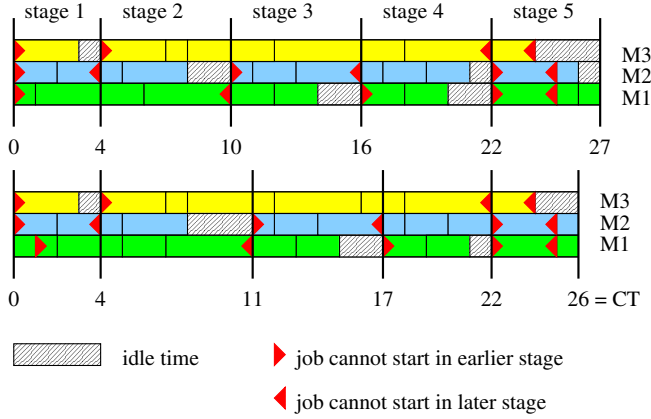 stage 1 stage 2 stage 3 stage 4 stage 5
M3
M2
M1
0 4 10 16 22 27
M3
M2
M1
0 4 11 17 22 26 = CT
idle time job cannot start in earlier stage
job cannot start in later stage